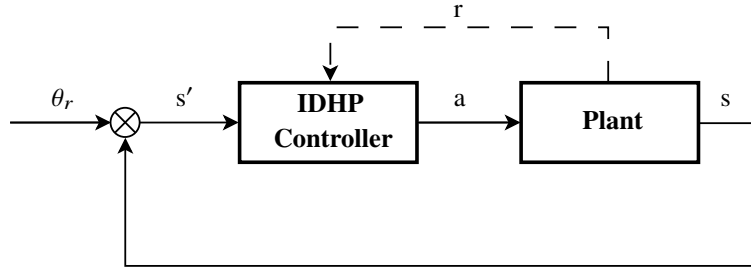 r
θr
s′
IDHP
Controller
a
Plant
s